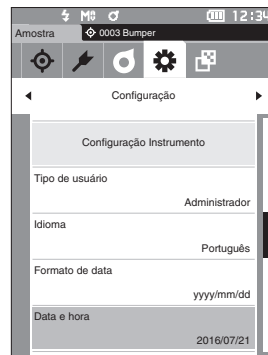 M 12:34
Amostra 0003 Bumper
Configuração
Configuração Instrumento
Tipo de usuário
Administrador
Idioma
Português
Formato de data
yyyy/mm/dd
Data e hora
2016/07/21